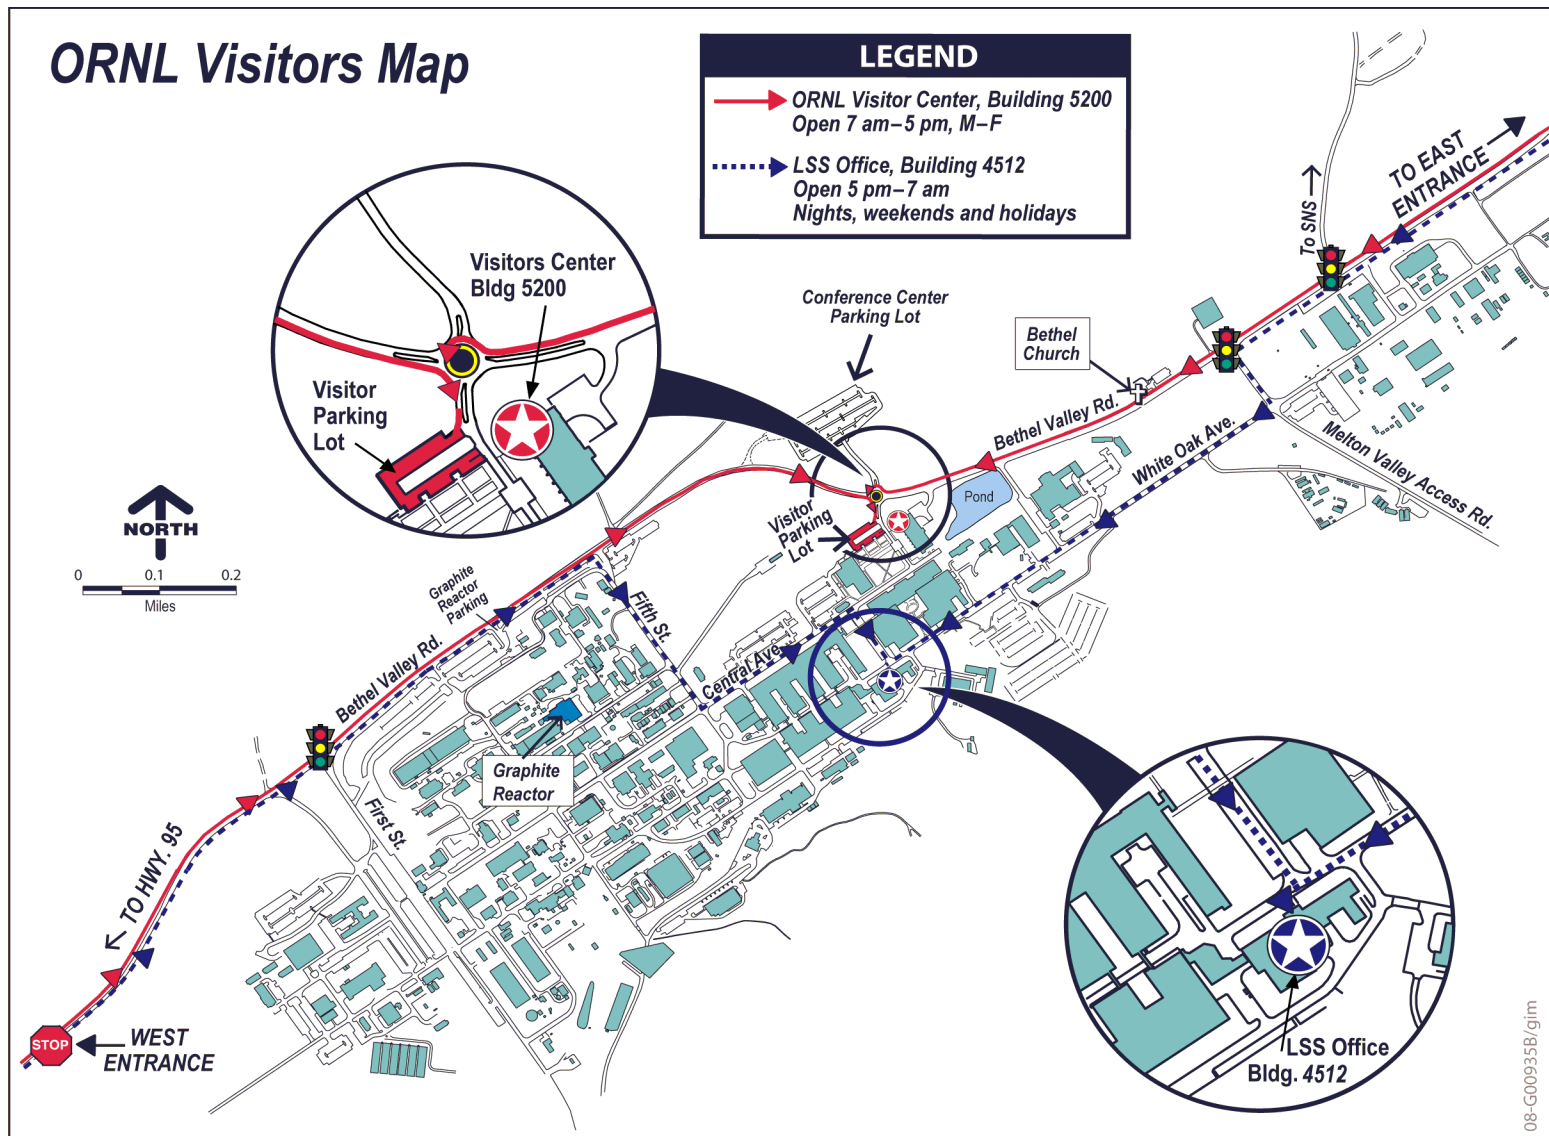 ORNL Visitors Map
LEGEND
ORNL Visitor Center, Building 5200
Open 7 am–5 pm, M–F
LSS Office, Building 4512
Open 5 pm–7 am
Nights, weekends and holidays
TO EAST
ENTRANCE
To SNS
Visitors Center
Bldg 5200
Visitor
Parking
Lot
Conference Center
Parking Lot
Bethel
Church
Bethel Valley Rd.
White Oak Ave.
Melton Valley Access Rd.
Pond
Visitor
Parking
Lot
NORTH
0 0.1 0.2
Miles
Graphite
Reactor
Parking
Fifth St.
Bethel Valley Rd.
Central Ave.
Graphite
Reactor
First St.
TO HWY. 95
STOP
WEST
ENTRANCE
LSS Office
Bldg. 4512
08-G00935B/gim